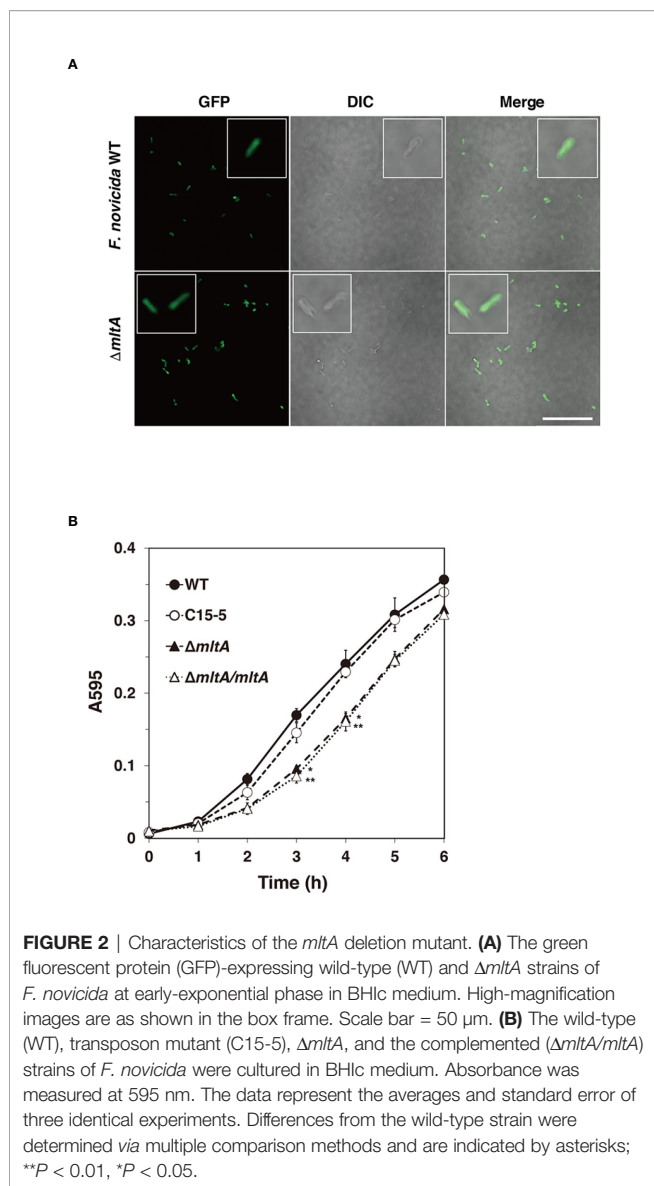 A
GFP DIC Merge
F. novicida WT
ΔmltA
B
0.4
0.3
0.2
0.1
0
A595
WT
C15-5
ΔmltA
ΔmltA/mltA
*
**
*
**
0 1 2 3 4 5 6
Time (h)
FIGURE 2 | Characteristics of the mltA deletion mutant. (A) The green
fluorescent protein (GFP)-expressing wild-type (WT) and ΔmltA strains of
F. novicida at early-exponential phase in BHIc medium. High-magnification
images are as shown in the box frame. Scale bar = 50 µm. (B) The wild-type
(WT), transposon mutant (C15-5), ΔmltA, and the complemented (ΔmltA/mltA)
strains of F. novicida were cultured in BHIc medium. Absorbance was
measured at 595 nm. The data represent the averages and standard error of
three identical experiments. Differences from the wild-type strain were
determined via multiple comparison methods and are indicated by asterisks;
**P < 0.01, *P < 0.05.